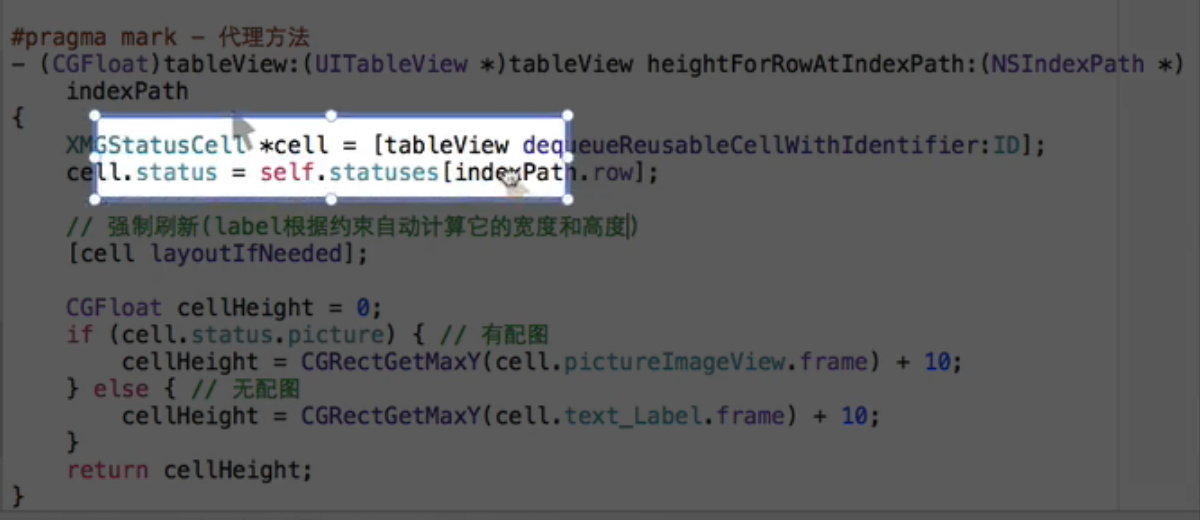 #pragma mark - 代理方法
- (CGFloat)tableView:(UITableView *)tableView heightForRowAtIndexPath:(NSIndexPath *)
indexPath
{
XMGStatusCell *cell = [tableView dequeueReusableCellWithIdentifier:ID];
cell.status = self.statuses[indexPath.row];
// 强制刷新(label根据约束自动计算它的宽度和高度)
[cell layoutIfNeeded];
CGFloat cellHeight = 0;
if (cell.status.picture) { // 有配图
cellHeight = CGRectGetMaxY(cell.pictureImageView.frame) + 10;
} else { // 无配图
cellHeight = CGRectGetMaxY(cell.text_Label.frame) + 10;
}
return cellHeight;
}